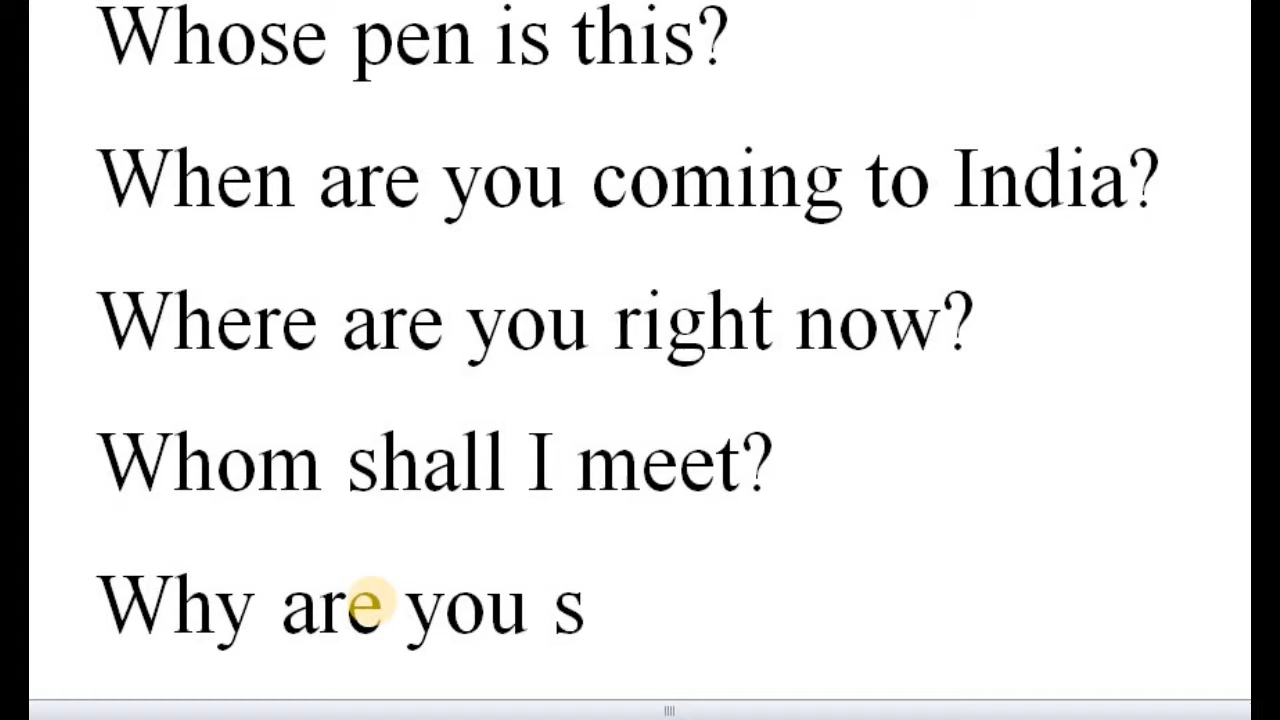 Whose pen is this?
When are you coming to India?
Where are you right now?
Whom shall I meet?
Why are you s